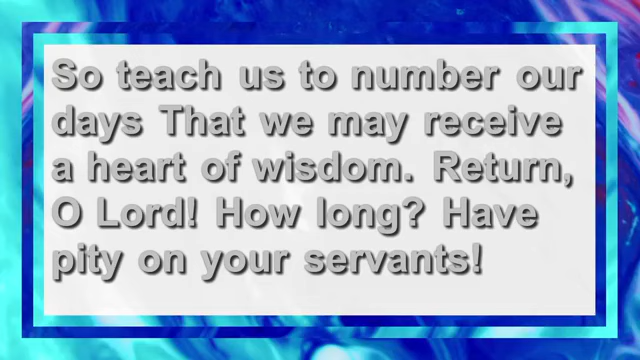 So teach us to number our
days That we may receive
a heart of wisdom. Return,
O Lord! How long? Have
pity on your servants!